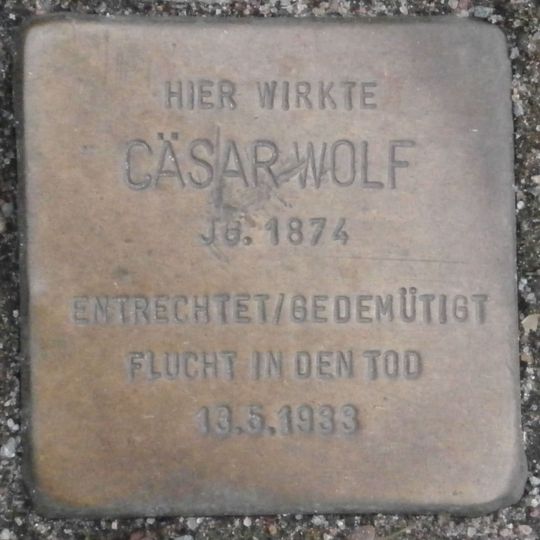 HIER WIRKTE
CÄSAR WOLF
JG. 1874
ENTRECHTET/GEDEMÜTIGT
FLUCHT IN DEN TOD
13.5.1933